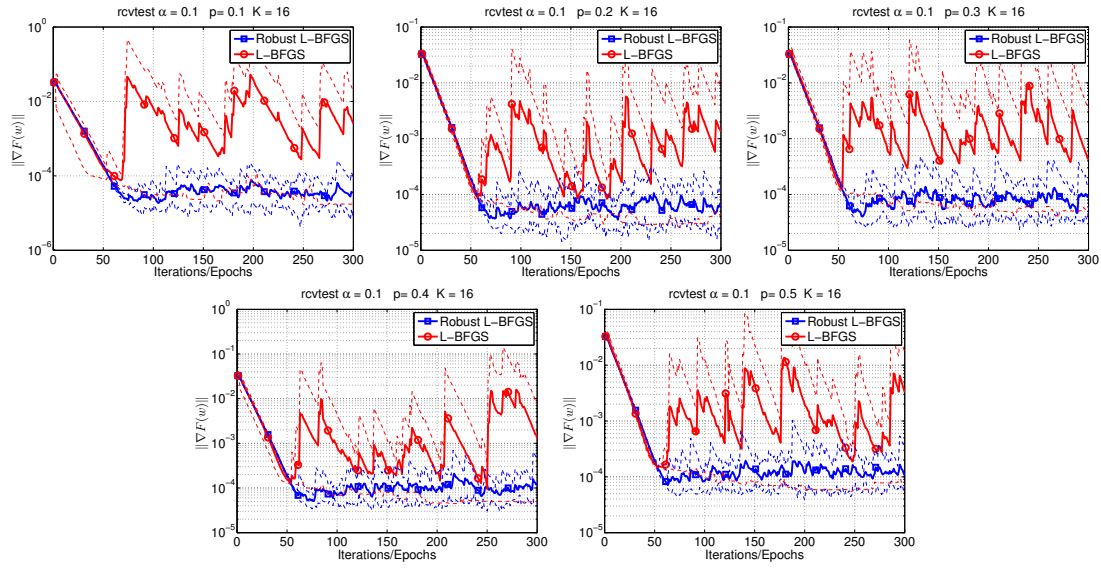 rcvtest α = 0.1 p= 0.1 K = 16
10^0
10^−2
10^−4
10^−6
‖∇F(w)‖
Robust L−BFGS
L−BFGS
0 50 100 150 200 250 300
Iterations/Epochs
rcvtest α = 0.1 p= 0.2 K = 16
10^−1
10^−2
10^−3
10^−4
10^−5
‖∇F(w)‖
Robust L−BFGS
L−BFGS
0 50 100 150 200 250 300
Iterations/Epochs
rcvtest α = 0.1 p= 0.3 K = 16
10^−1
10^−2
10^−3
10^−4
10^−5
‖∇F(w)‖
Robust L−BFGS
L−BFGS
0 50 100 150 200 250 300
Iterations/Epochs
rcvtest α = 0.1 p= 0.4 K = 16
10^0
10^−1
10^−2
10^−3
10^−4
10^−5
‖∇F(w)‖
Robust L−BFGS
L−BFGS
0 50 100 150 200 250 300
Iterations/Epochs
rcvtest α = 0.1 p= 0.5 K = 16
10^−1
10^−2
10^−3
10^−4
10^−5
‖∇F(w)‖
Robust L−BFGS
L−BFGS
0 50 100 150 200 250 300
Iterations/Epochs